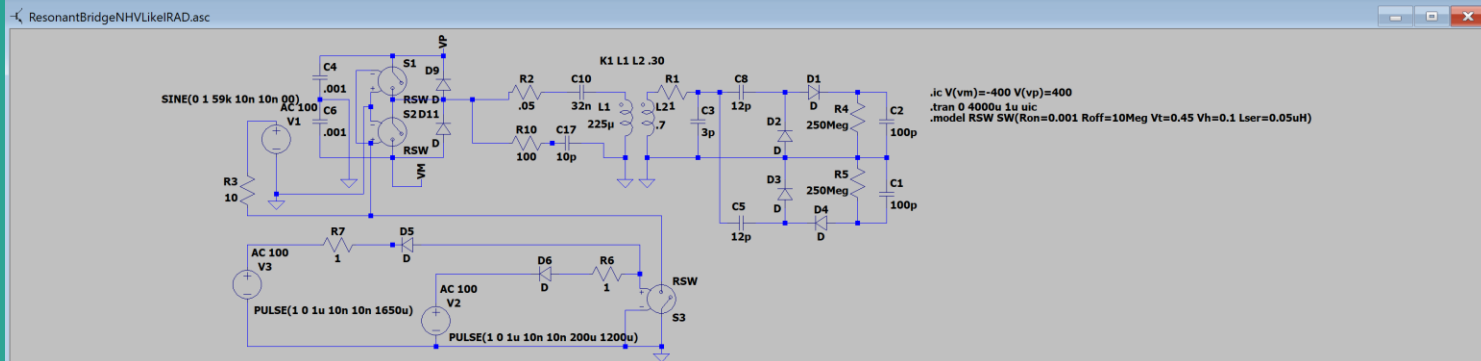 ResonantBridgeNHVLikeIRAD.asc
VP
K1 L1 L2 .30
C4
.001
S1
D9
RSW
D
R2
.05
C10
32n
R1
1
C8
12p
D1
D
.ic V(vm)=-400 V(vp)=400
.tran 0 4000u 1u uic
.model RSW SW(Ron=0.001 Roff=10Meg Vt=0.45 Vh=0.1 Lser=0.05uH)
SINE(0 1 59k 10n 10n 00)
AC 100
V1
C6
.001
S2
D11
D
RSW
VM
L1
225µ
L2
.7
C3
3p
D2
D
R4
250Meg
C2
100p
R10
100
C17
10p
R3
10
D3
D
R5
250Meg
C1
100p
C5
12p
D4
D
R7
1
D5
D
AC 100
V3
PULSE(1 0 1u 10n 10n 1650u)
D6
D
R6
1
AC 100
V2
PULSE(1 0 1u 10n 10n 200u 1200u)
RSW
S3